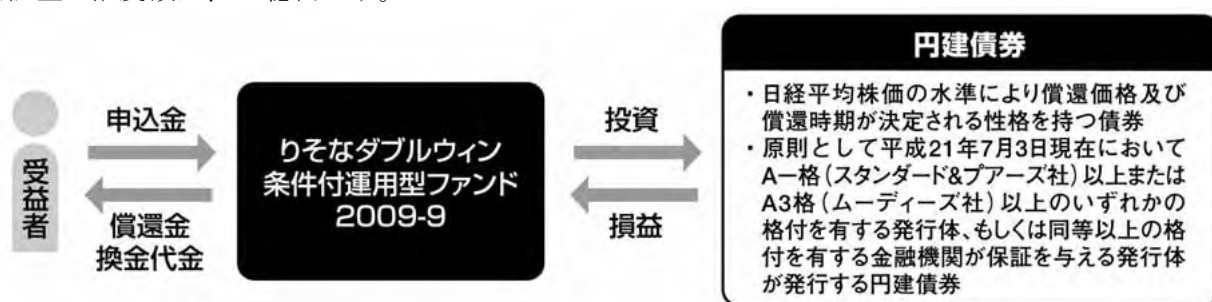 申込金
受益者
償還金
換金代金
りそなダブルウィン
条件付運用型ファンド
2009-9
投資
損益
円建債券
・日経平均株価の水準により償還価格及び
償還時期が決定される性格を持つ債券
・原則として平成21年7月3日現在において
A−格(スタンダード&プアーズ社)以上または
A3格(ムーディーズ社)以上のいずれかの
格付を有する発行体、もしくは同等以上の格
付を有する金融機関が保証を与える発行体
が発行する円建債券